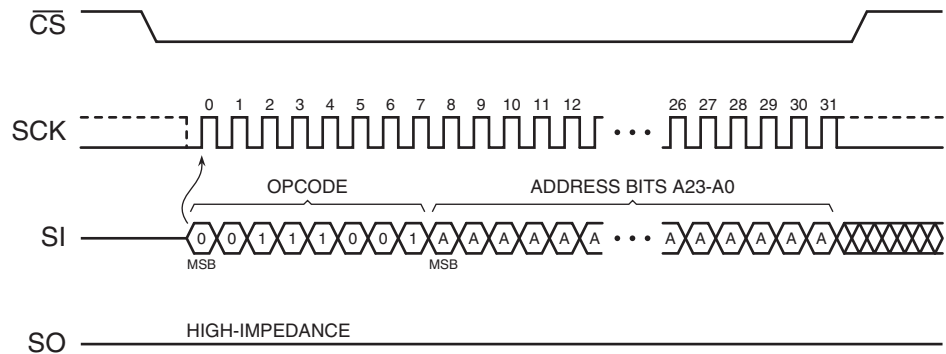 CS
0 1 2 3 4 5 6 7 8 9 10 11 12 26 27 28 29 30 31
SCK
OPCODE ADDRESS BITS A23-A0
SI 0 0 1 1 1 0 0 1 A A A A A A A A A A A A
MSB MSB
HIGH-IMPEDANCE
SO